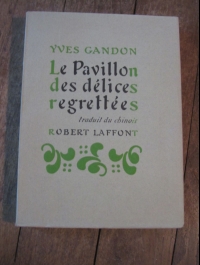 YVES GANDON
Le Pavillon
des délices
regrettées
traduit du chinois
ROBERT LAFFONT